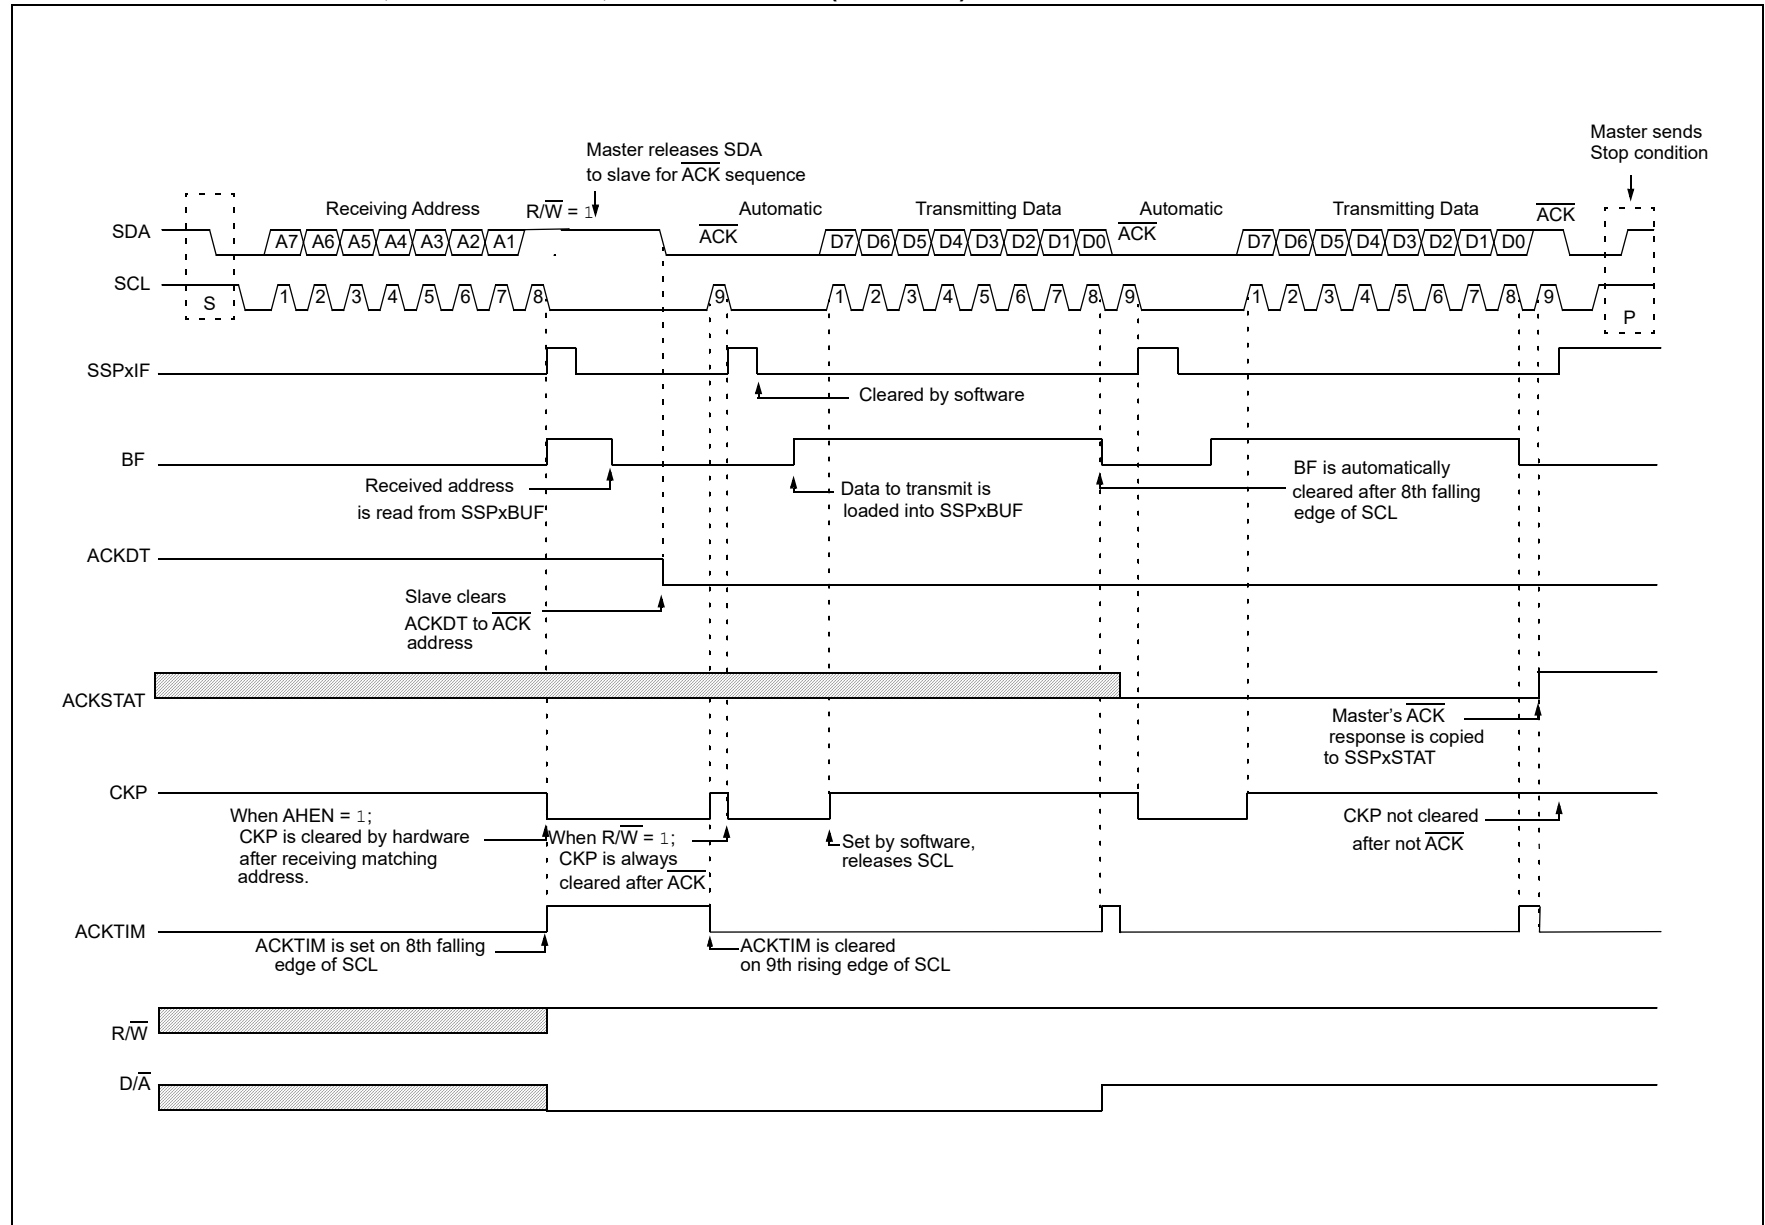 Master sends
Stop condition
Master releases SDA
to slave for ACK sequence
Receiving Address
R/W = 1
Automatic
Transmitting Data
Automatic
Transmitting Data
ACK
SDA
A7 A6 A5 A4 A3 A2 A1
ACK
D7 D6 D5 D4 D3 D2 D1 D0
ACK
D7 D6 D5 D4 D3 D2 D1 D0
SCL
S
1 2 3 4 5 6 7 8 9 1 2 3 4 5 6 7 8 9 1 2 3 4 5 6 7 8 9
P
SSPxIF
Cleared by software
BF
Received address
is read from SSPxBUF
Data to transmit is
loaded into SSPxBUF
BF is automatically
cleared after 8th falling
edge of SCL
ACKDT
Slave clears
ACKDT to ACK
address
ACKSTAT
Master's ACK
response is copied
to SSPxSTAT
CKP
When AHEN = 1;
CKP is cleared by hardware
after receiving matching
address.
When R/W = 1;
CKP is always
cleared after ACK
Set by software,
releases SCL
CKP not cleared
after not ACK
ACKTIM
ACKTIM is set on 8th falling
edge of SCL
ACKTIM is cleared
on 9th rising edge of SCL
R/W
D/A